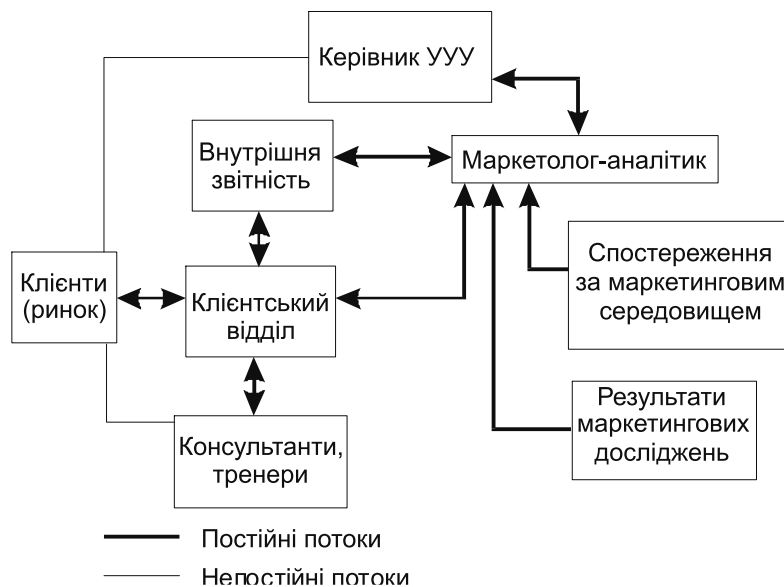 Керівник УУУ
Внутрішня
звітність
Маркетолог-аналітик
Клієнти
(ринок)
Клієнтський
відділ
Спостереження
за маркетинговим
середовищем
Консультанти,
тренери
Результати
маркетингових
досліджень
Постійні потоки
Непостійні потоки